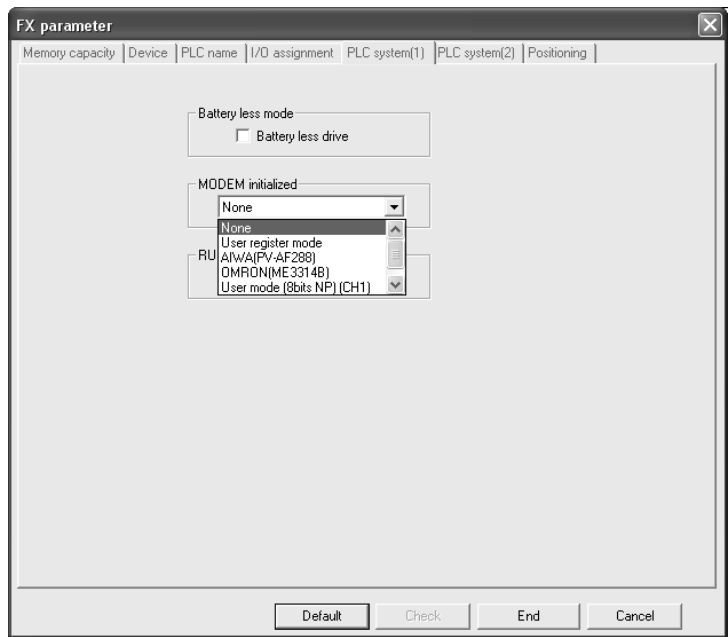 FX parameter
Memory capacity Device PLC name I/O assignment PLC system(1) PLC system(2) Positioning
Battery less mode
Battery less drive
MODEM initialized
None
None
User register mode
RU
AIWA(PV-AF288)
OMRON(ME3314B)
User mode (8bits NP) (CH1)
Default Check End Cancel